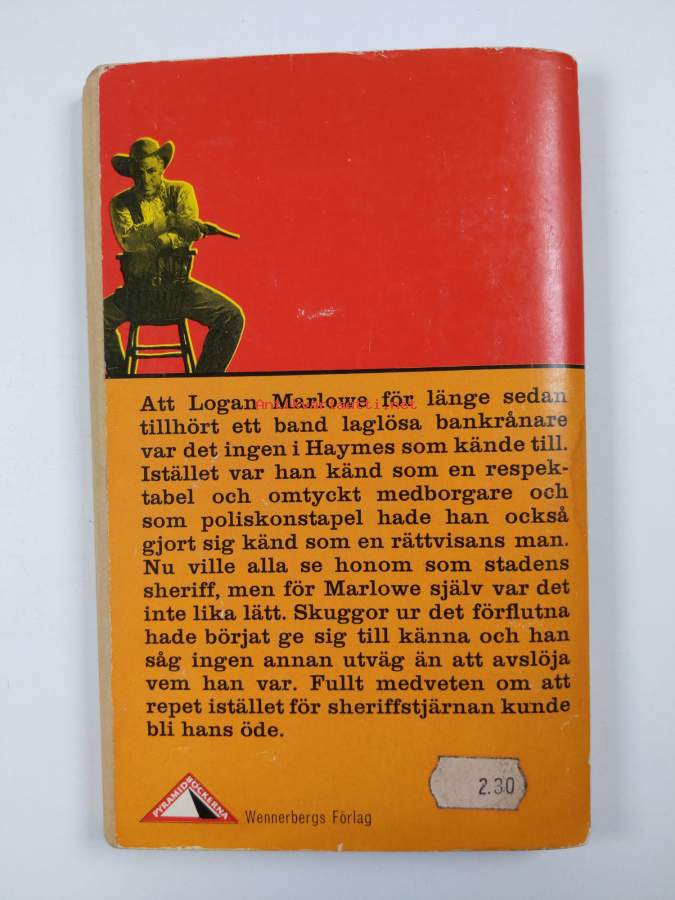 Att Logan Marlowe för länge sedan
Antikvariaatti.net
tillhört ett band laglösa bankrånare
var det ingen i Haymes som kände till.
Istället var han känd som en respek-
tabel och omtyckt medborgare och
som poliskonstapel hade han också
gjort sig känd som en rättvisans man.
Nu ville alla se honom som stadens
sheriff, men för Marlowe själv var det
inte lika lätt. Skuggor ur det förflutna
hade börjat ge sig till känna och han
såg ingen annan utväg än att avslöja
vem han var. Fullt medveten om att
repet istället för sheriffstjärnan kunde
bli hans öde.
2.30
PYRAMIDBÖCKERNA
Wennerbergs Förlag